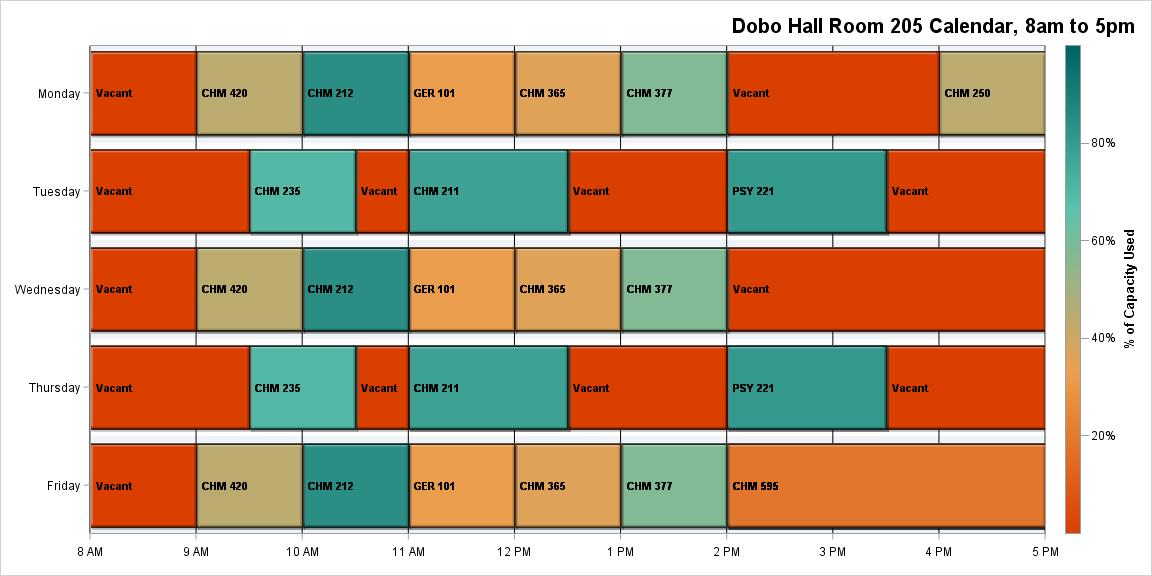 Dobo Hall Room 205 Calendar, 8am to 5pm
Monday
Vacant
CHM 420
CHM 212
GER 101
CHM 365
CHM 377
Vacant
CHM 250
Tuesday
Vacant
CHM 235
Vacant
CHM 211
Vacant
PSY 221
Vacant
Wednesday
Vacant
CHM 420
CHM 212
GER 101
CHM 365
CHM 377
Vacant
Thursday
Vacant
CHM 235
Vacant
CHM 211
Vacant
PSY 221
Vacant
Friday
Vacant
CHM 420
CHM 212
GER 101
CHM 365
CHM 377
CHM 595
8 AM
9 AM
10 AM
11 AM
12 PM
1 PM
2 PM
3 PM
4 PM
5 PM
80%
60%
40%
20%
% of Capacity Used